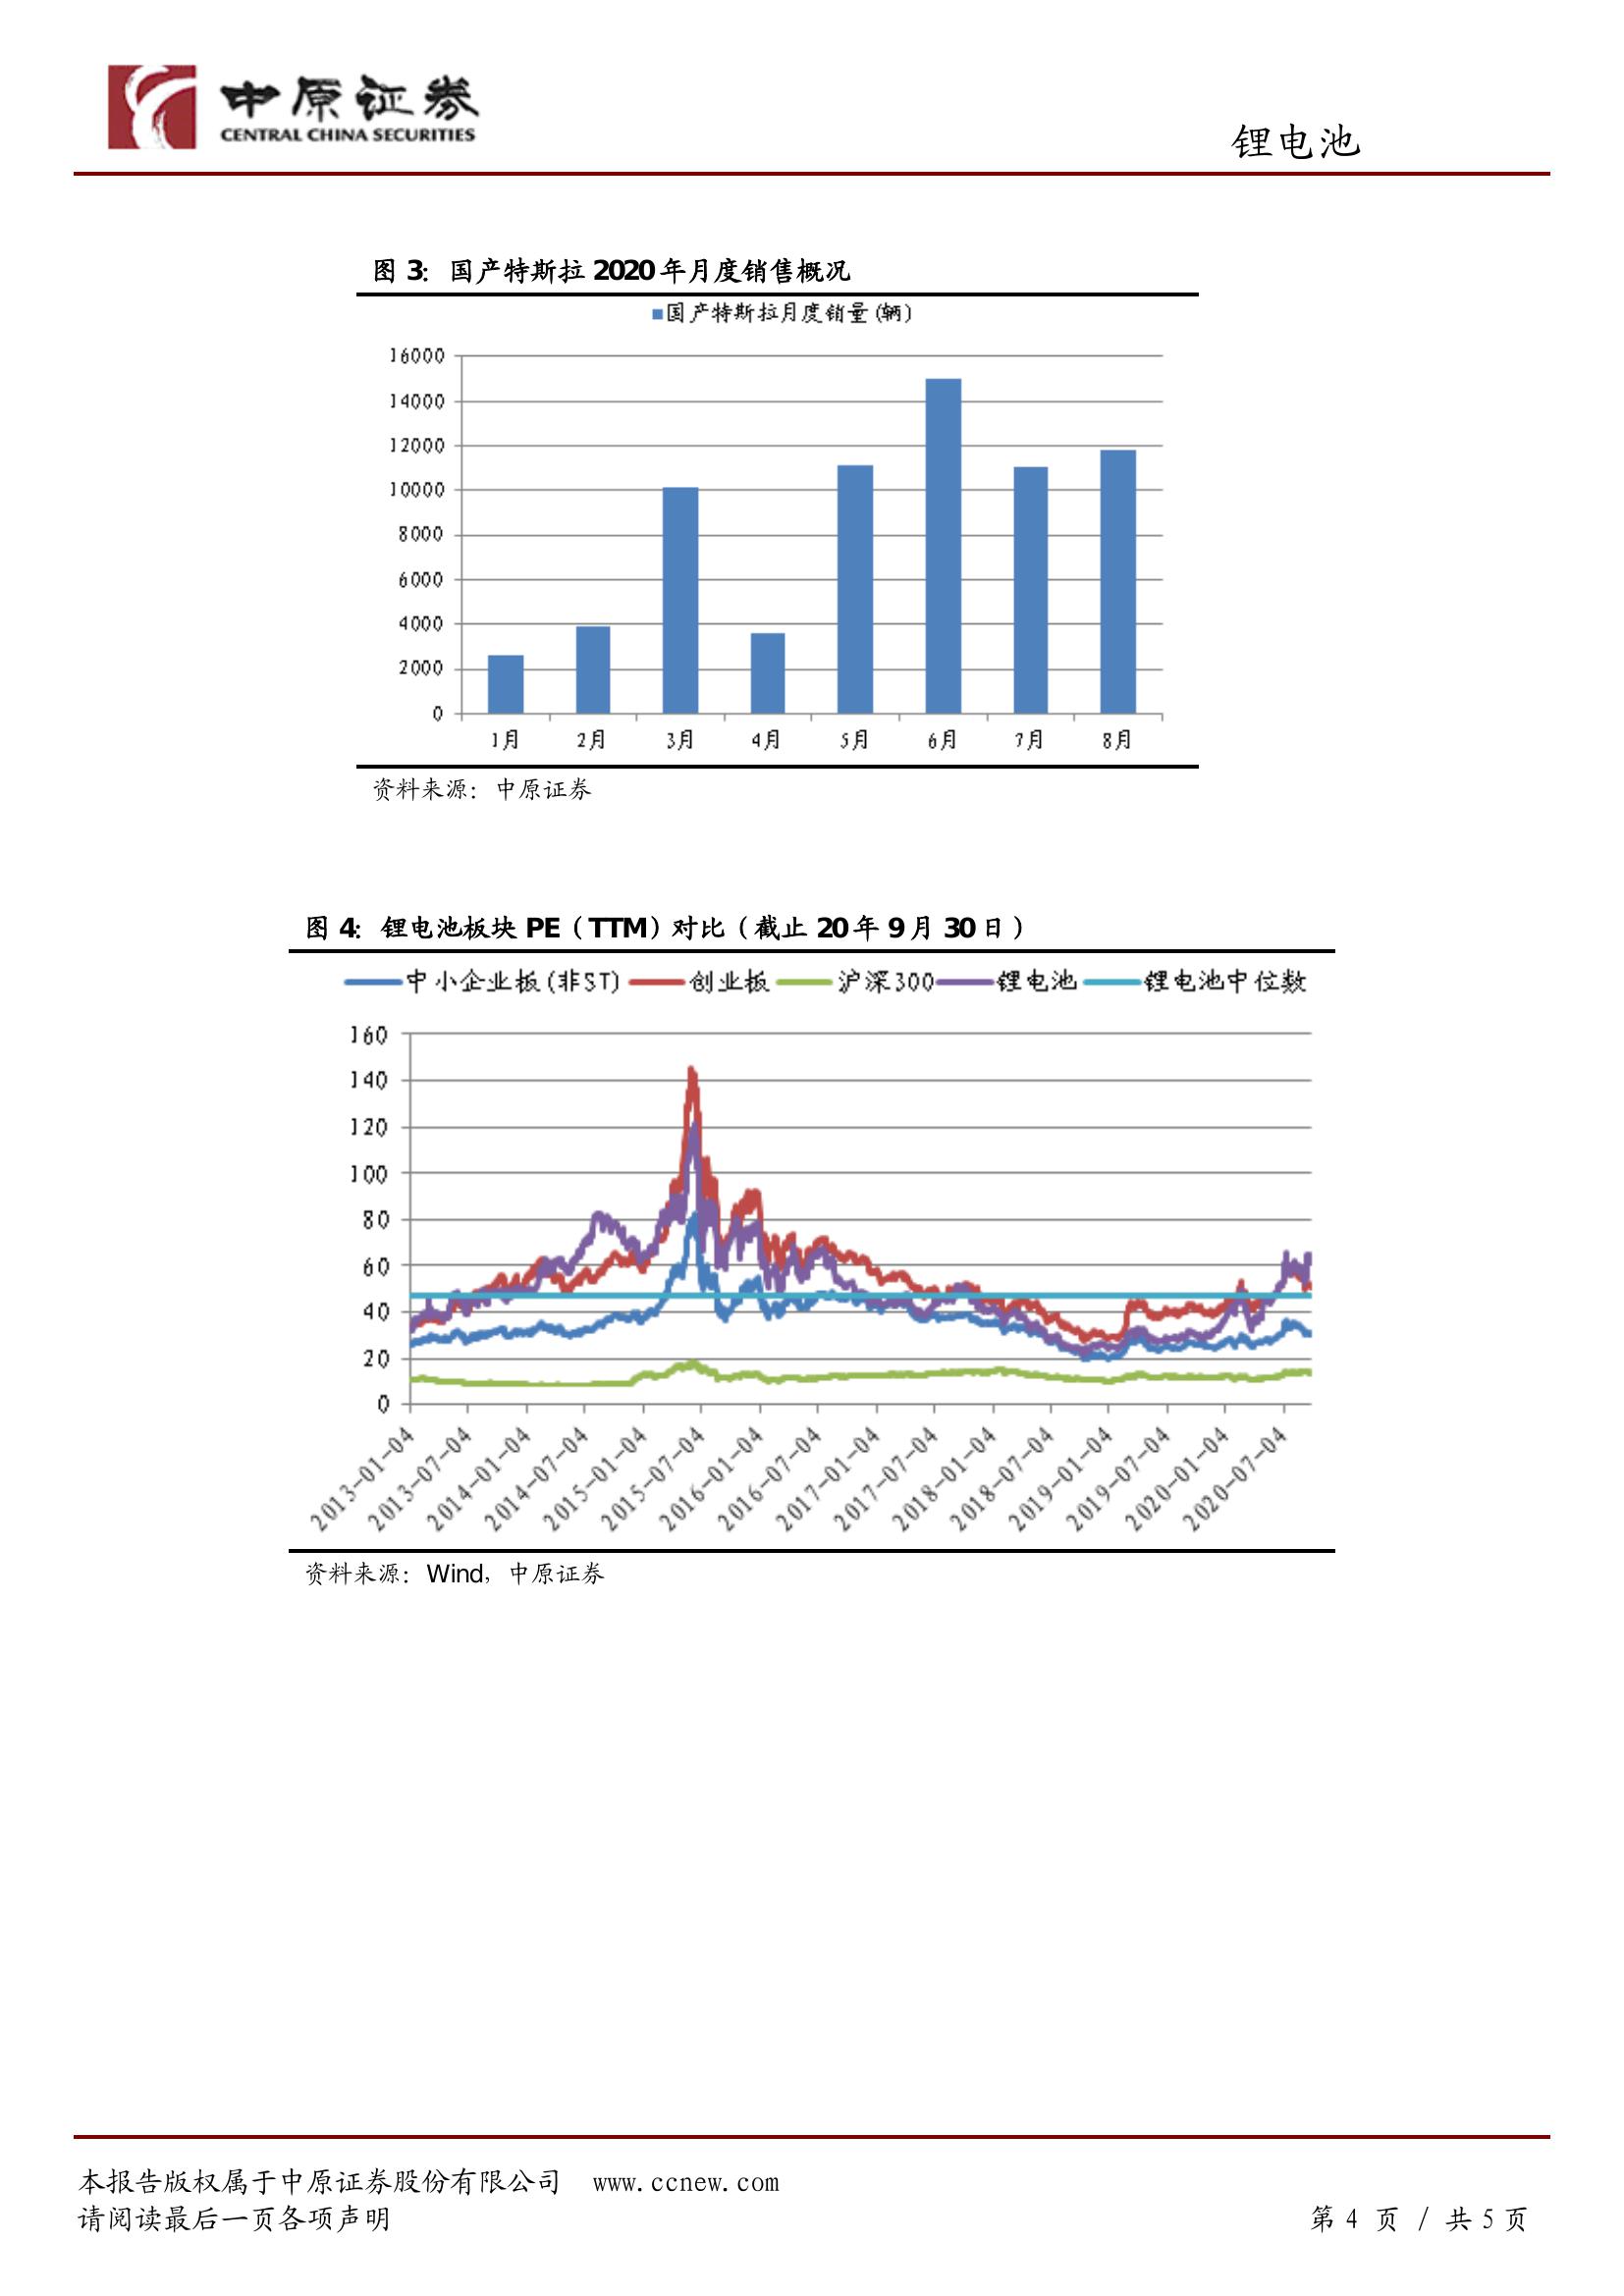 中原证券
CENTRAL CHINA SECURITIES
锂电池
图 3：国产特斯拉 2020 年月度销售概况
国产特斯拉月度销量(辆)
16000
14000
12000
10000
8000
6000
4000
2000
0
1月 2月 3月 4月 5月 6月 7月 8月
资料来源：中原证券
图 4：锂电池板块 PE（TTM）对比（截止 20 年 9 月 30 日）
中小企业板(非ST) 创业板 沪深300 锂电池 锂电池中位数
160
140
120
100
80
60
40
20
0
2013-01-04 2013-07-04 2014-01-04 2014-07-04 2015-01-04 2015-07-04 2016-01-04 2016-07-04 2017-01-04 2017-07-04 2018-01-04 2018-07-04 2019-01-04 2019-07-04 2020-01-04 2020-07-04
资料来源：Wind，中原证券
本报告版权属于中原证券股份有限公司 www.ccnew.com
请阅读最后一页各项声明
第 4 页 / 共 5 页